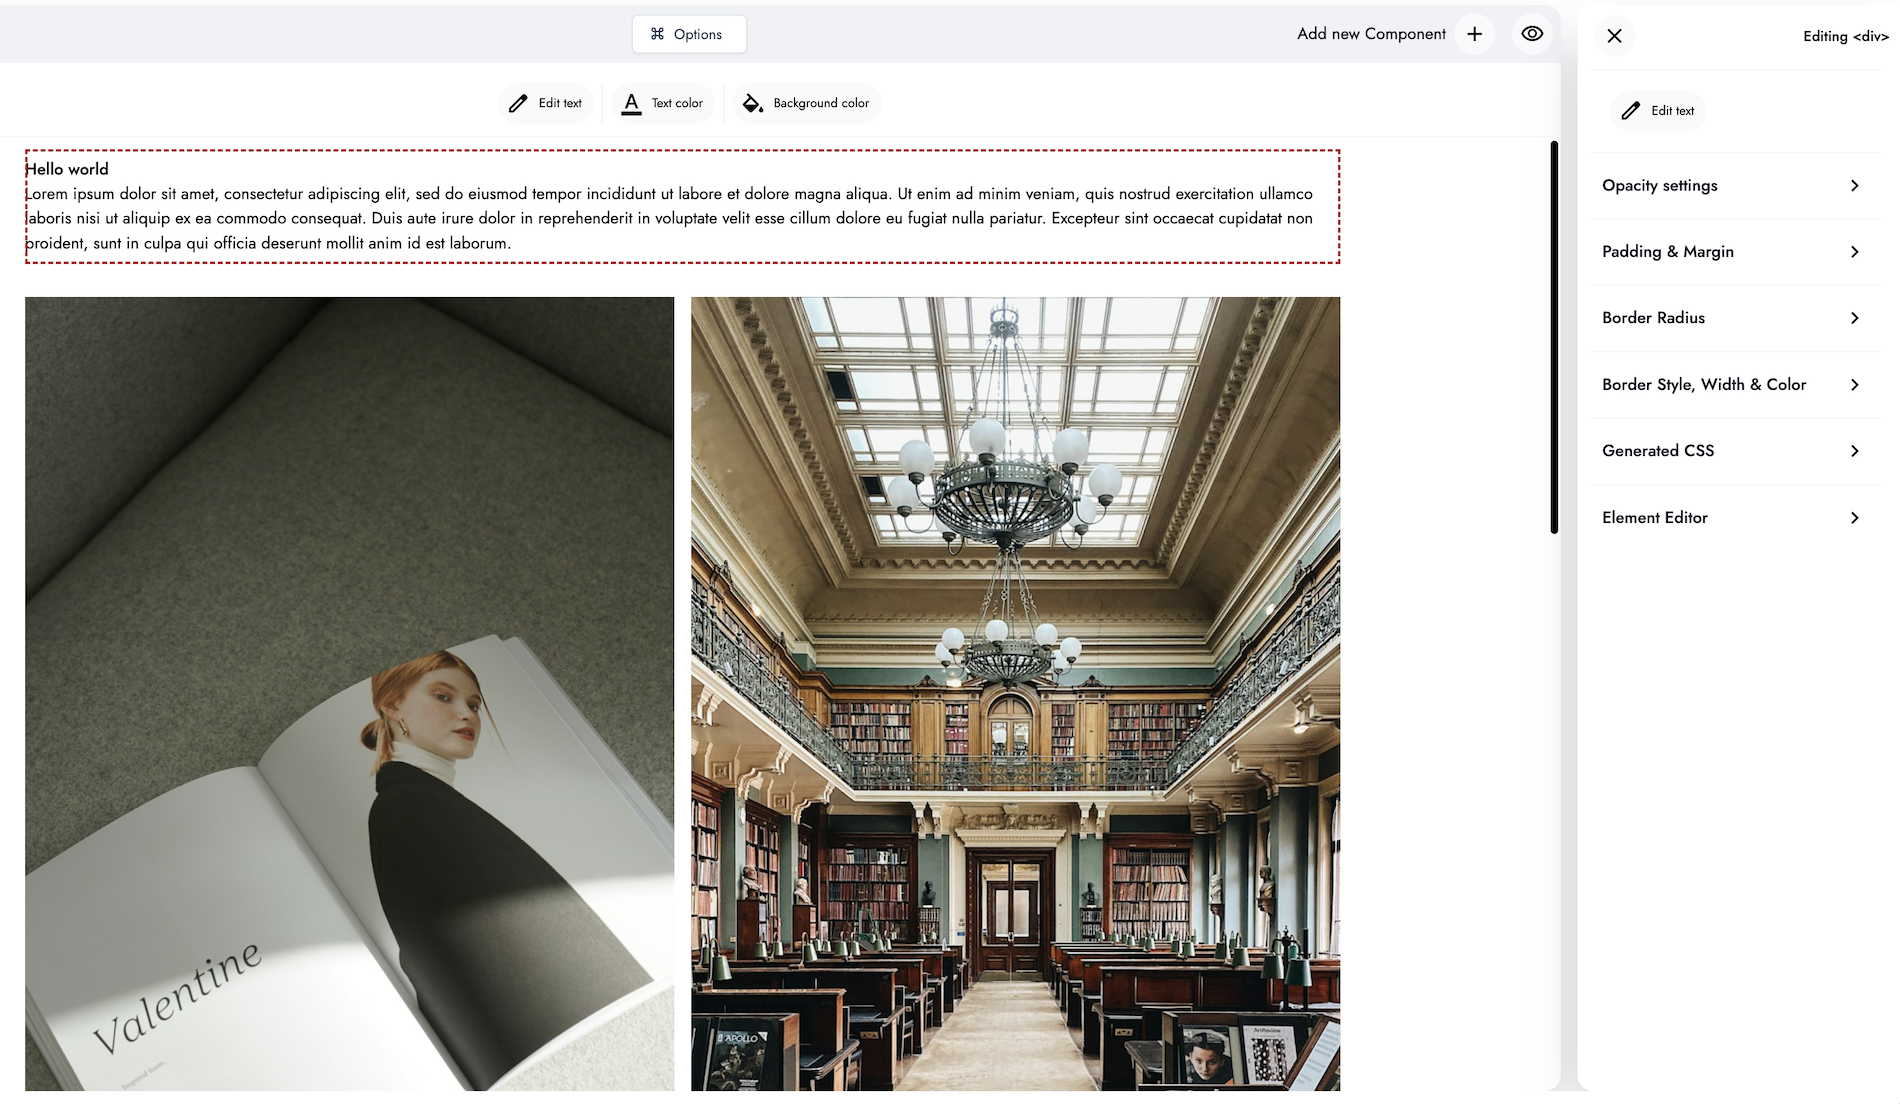 Options
Add new Component
Editing <div>
Edit text
Text color
Background color
Edit text
Hello world
Lorem ipsum dolor sit amet, consectetur adipiscing elit, sed do eiusmod tempor incididunt ut labore et dolore magna aliqua. Ut enim ad minim veniam, quis nostrud exercitation ullamco
laboris nisi ut aliquip ex ea commodo consequat. Duis aute irure dolor in reprehenderit in voluptate velit esse cillum dolore eu fugiat nulla pariatur. Excepteur sint occaecat cupidatat non
proident, sunt in culpa qui officia deserunt mollit anim id est laborum.
Opacity settings
Padding & Margin
Border Radius
Border Style, Width & Color
Generated CSS
Element Editor
Valentine
Inspired form.
APOLLO
ArtReview